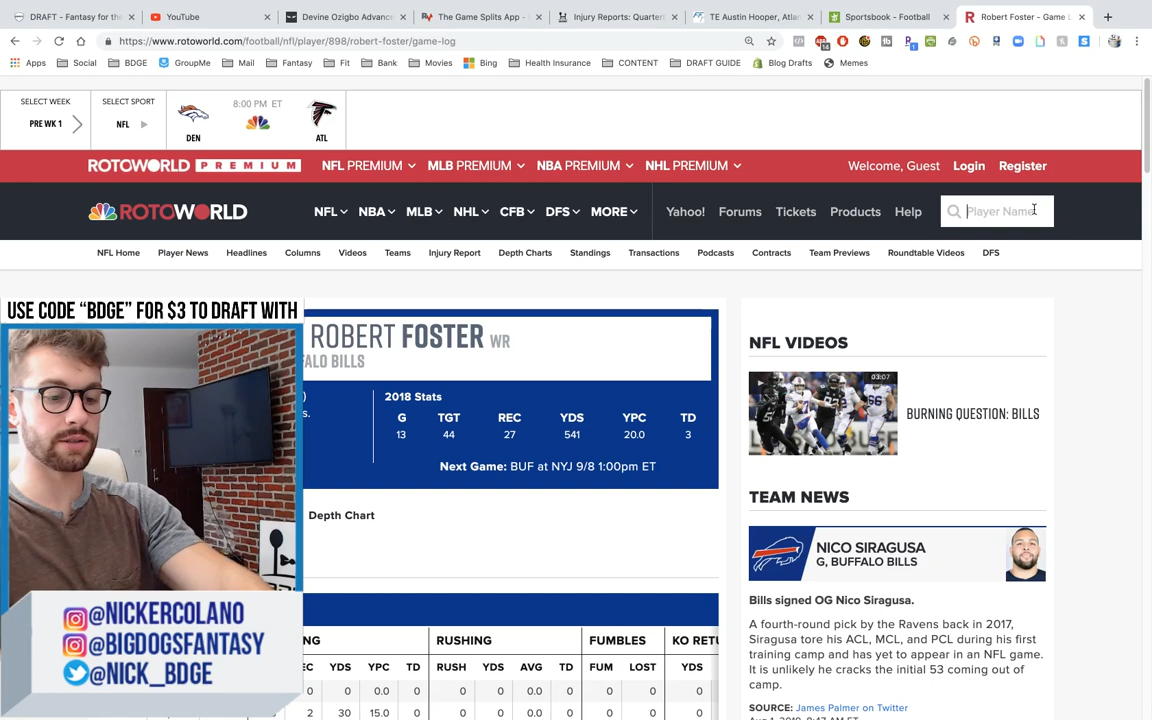 DRAFT - Fantasy for the
YouTube
Devine Ozigbo Advance
The Game Splits App -
Injury Reports: Quarter
TE Austin Hooper, Atlan
Sportsbook - Football
Robert Foster - Game L
https://www.rotoworld.com/football/nfl/player/898/robert-foster/game-log
Apps
Social
BDGE
GroupMe
Mail
Fantasy
Fit
Bank
Movies
Bing
Health Insurance
CONTENT
DRAFT GUIDE
Blog Drafts
Memes
SELECT WEEK
PRE WK 1
SELECT SPORT
NFL
DEN
8:00 PM ET
ATL
ROTOWORLD PREMIUM
NFL PREMIUM
MLB PREMIUM
NBA PREMIUM
NHL PREMIUM
Welcome, Guest
Login
Register
ROTOWORLD
NFL
NBA
MLB
NHL
CFB
DFS
MORE
Yahoo!
Forums
Tickets
Products
Help
Player Name
NFL Home
Player News
Headlines
Columns
Videos
Teams
Injury Report
Depth Charts
Standings
Transactions
Podcasts
Contracts
Team Previews
Roundtable Videos
DFS
USE CODE "BDGE" FOR $3 TO DRAFT WITH
ROBERT FOSTER WR
FALO BILLS
)
s.
2018 Stats
G TGT REC YDS YPC TD
13 44 27 541 20.0 3
Next Game: BUF at NYJ 9/8 1:00pm ET
Depth Chart
NG RUSHING FUMBLES KO RETU
EC YDS YPC TD RUSH YDS AVG TD FUM LOST YDS
0 0 0.0 0 0 0 0.0 0 0 0 0
2 30 15.0 0 0 0 0.0 0 0 0 0
@NICKERCOLANO
@BIGDOGSFANTASY
@NICK_BDGE
NFL VIDEOS
03:07
BURNING QUESTION: BILLS
TEAM NEWS
NICO SIRAGUSA
G, BUFFALO BILLS
Bills signed OG Nico Siragusa.
A fourth-round pick by the Ravens back in 2017,
Siragusa tore his ACL, MCL, and PCL during his first
training camp and has yet to appear in an NFL game.
It is unlikely he cracks the initial 53 coming out of
camp.
SOURCE: James Palmer on Twitter
Aug 1, 2019, 8:47 AM ET